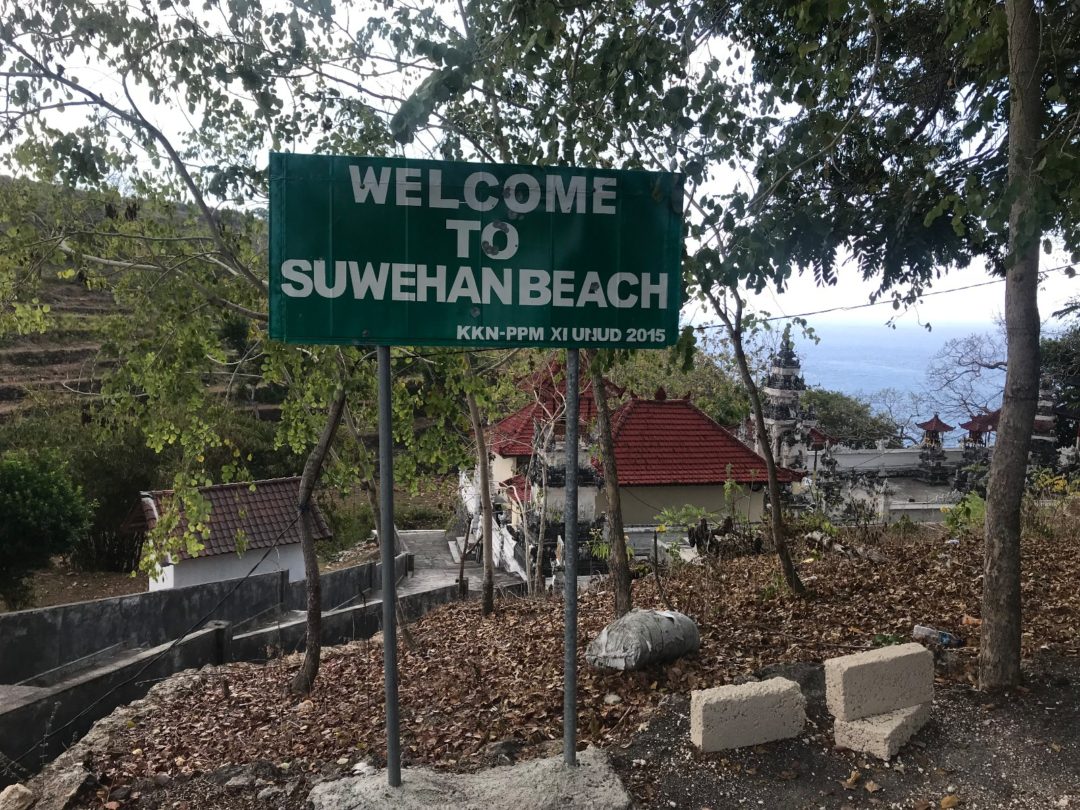 WELCOME
TO
SUWEHAN BEACH
KKN-PPM XI UNUD 2015